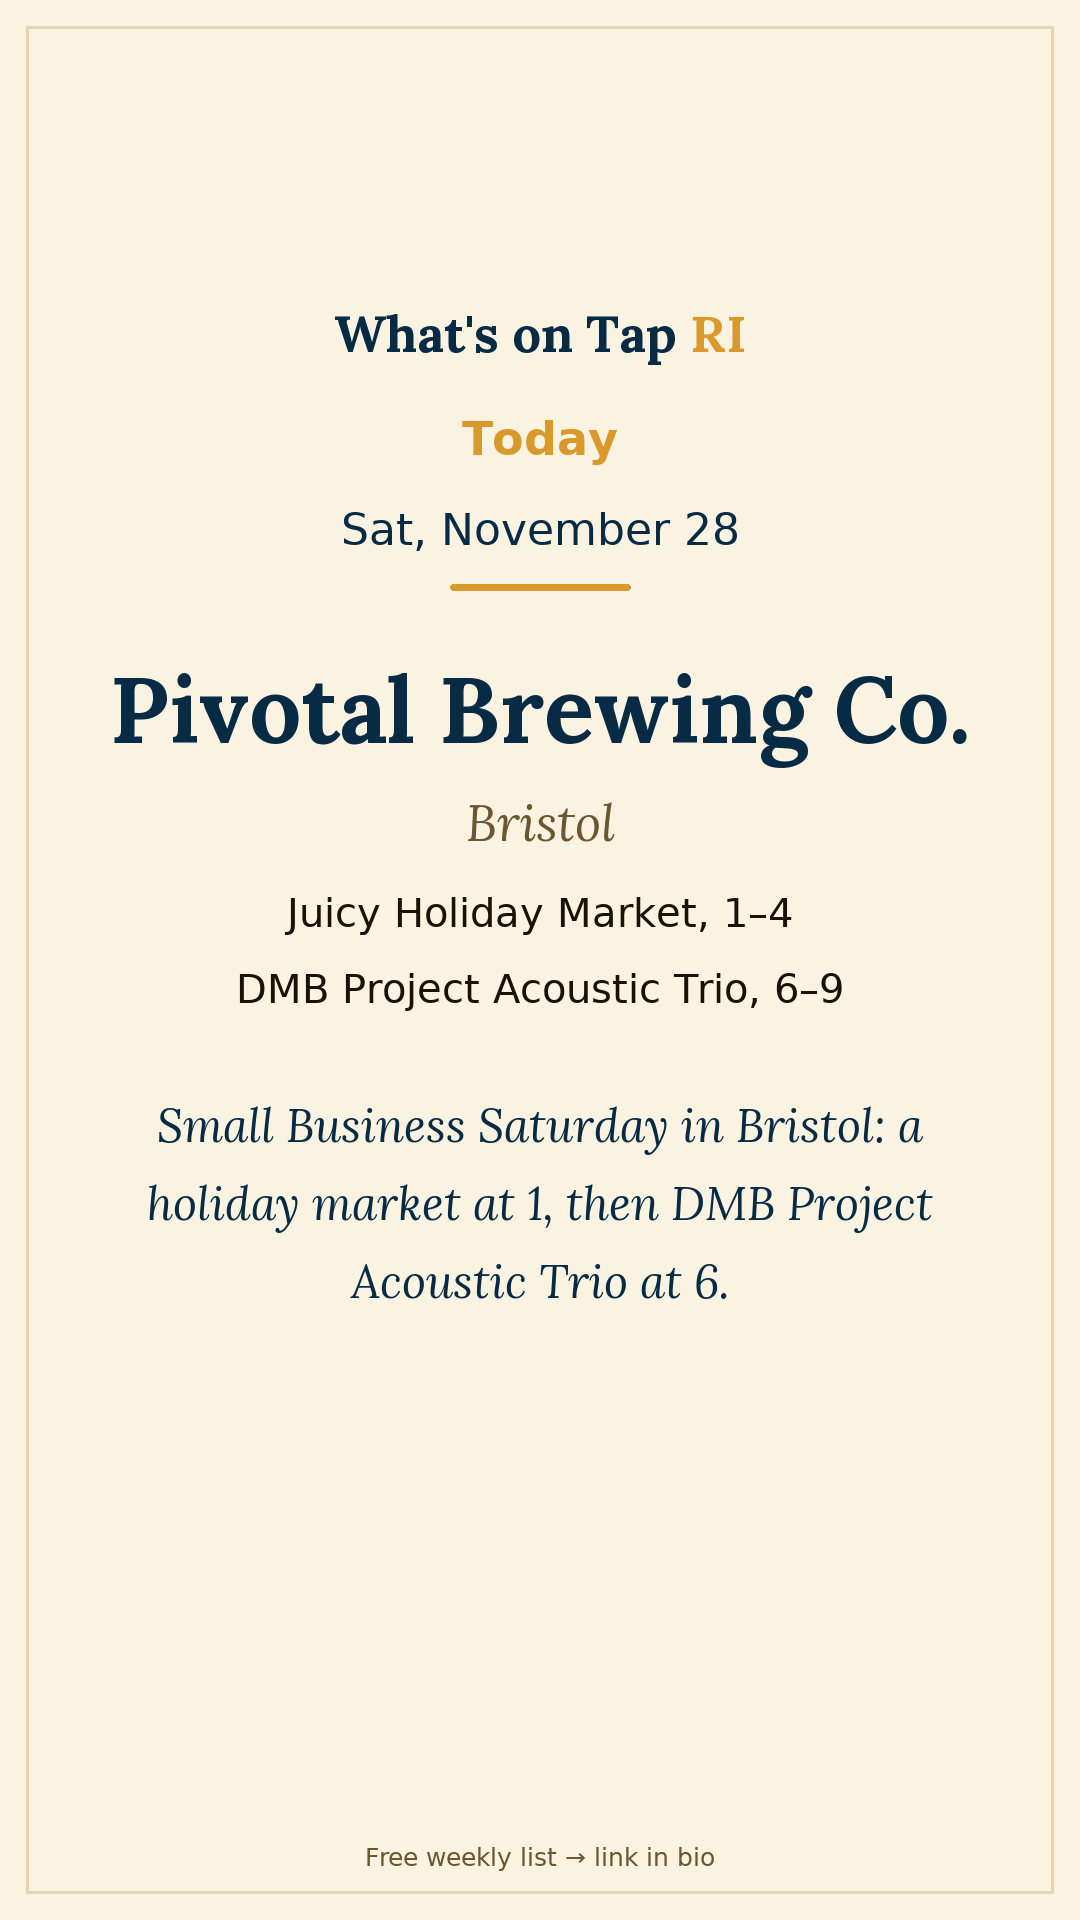 What's on Tap RI
Today
Sat, November 28
Pivotal Brewing Co.
Bristol
Juicy Holiday Market, 1–4
DMB Project Acoustic Trio, 6–9
Small Business Saturday in Bristol: a
holiday market at 1, then DMB Project
Acoustic Trio at 6.
Free weekly list → link in bio